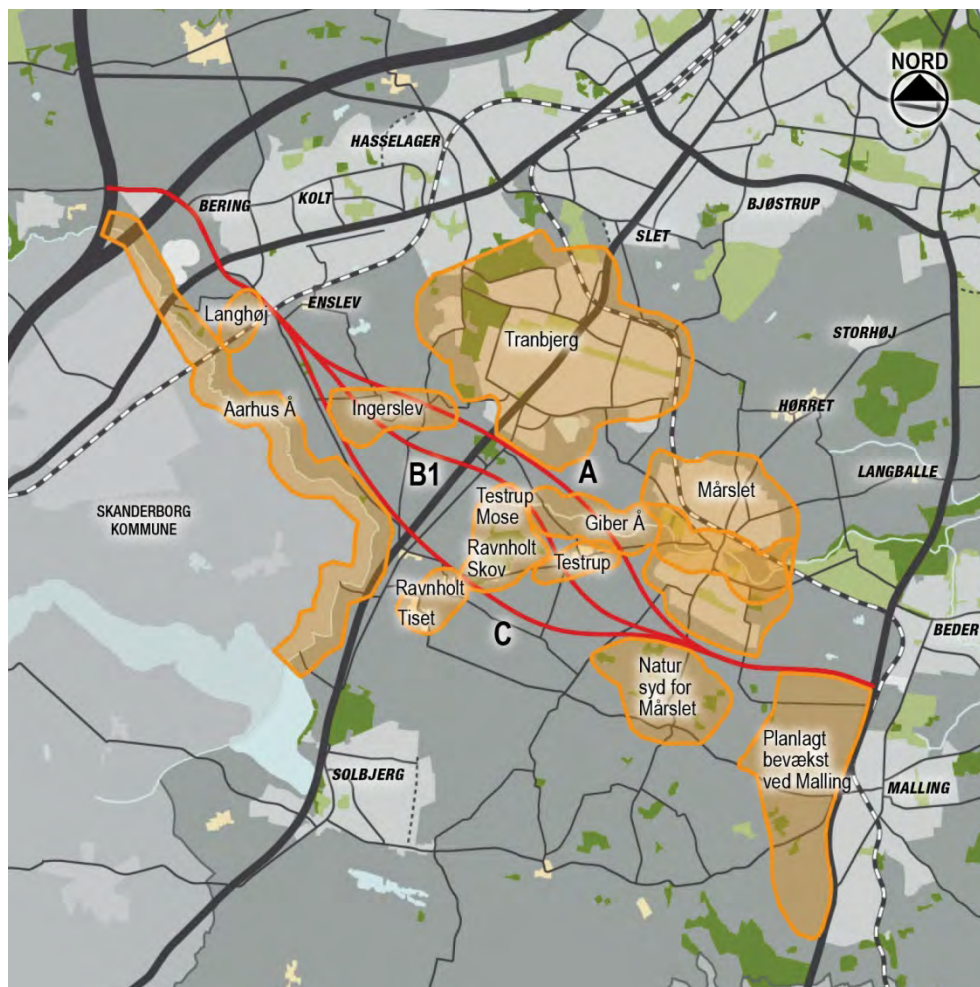 NORD
HASSELAGER
KOLT
BERING
BJØSTRUP
SLET
ENSLEV
Langhøj
STORHØJ
Tranbjerg
Aarhus Å
Ingerslev
HØRRET
A
B1
LANGBALLE
Mårslet
Testrup
Mose
Giber Å
SKANDERBORG
KOMMUNE
Ravnholt
Skov
Testrup
Ravnholt
Tiset
C
BEDER
Natur
syd for
Mårslet
Planlagt
bevækst
ved Malling
SOLBJERG
MALLING